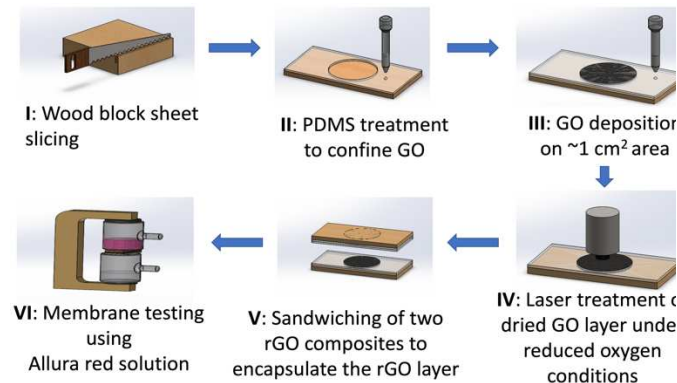 I: Wood block sheet
slicing
II: PDMS treatment
to confine GO
III: GO deposition
on ~1 cm² area
IV: Laser treatment
dried GO layer
reduced oxygen
conditions
V: Sandwiching of two
rGO composites to
encapsulate the rGO layer
VI: Membrane testing
using
Allura red solution